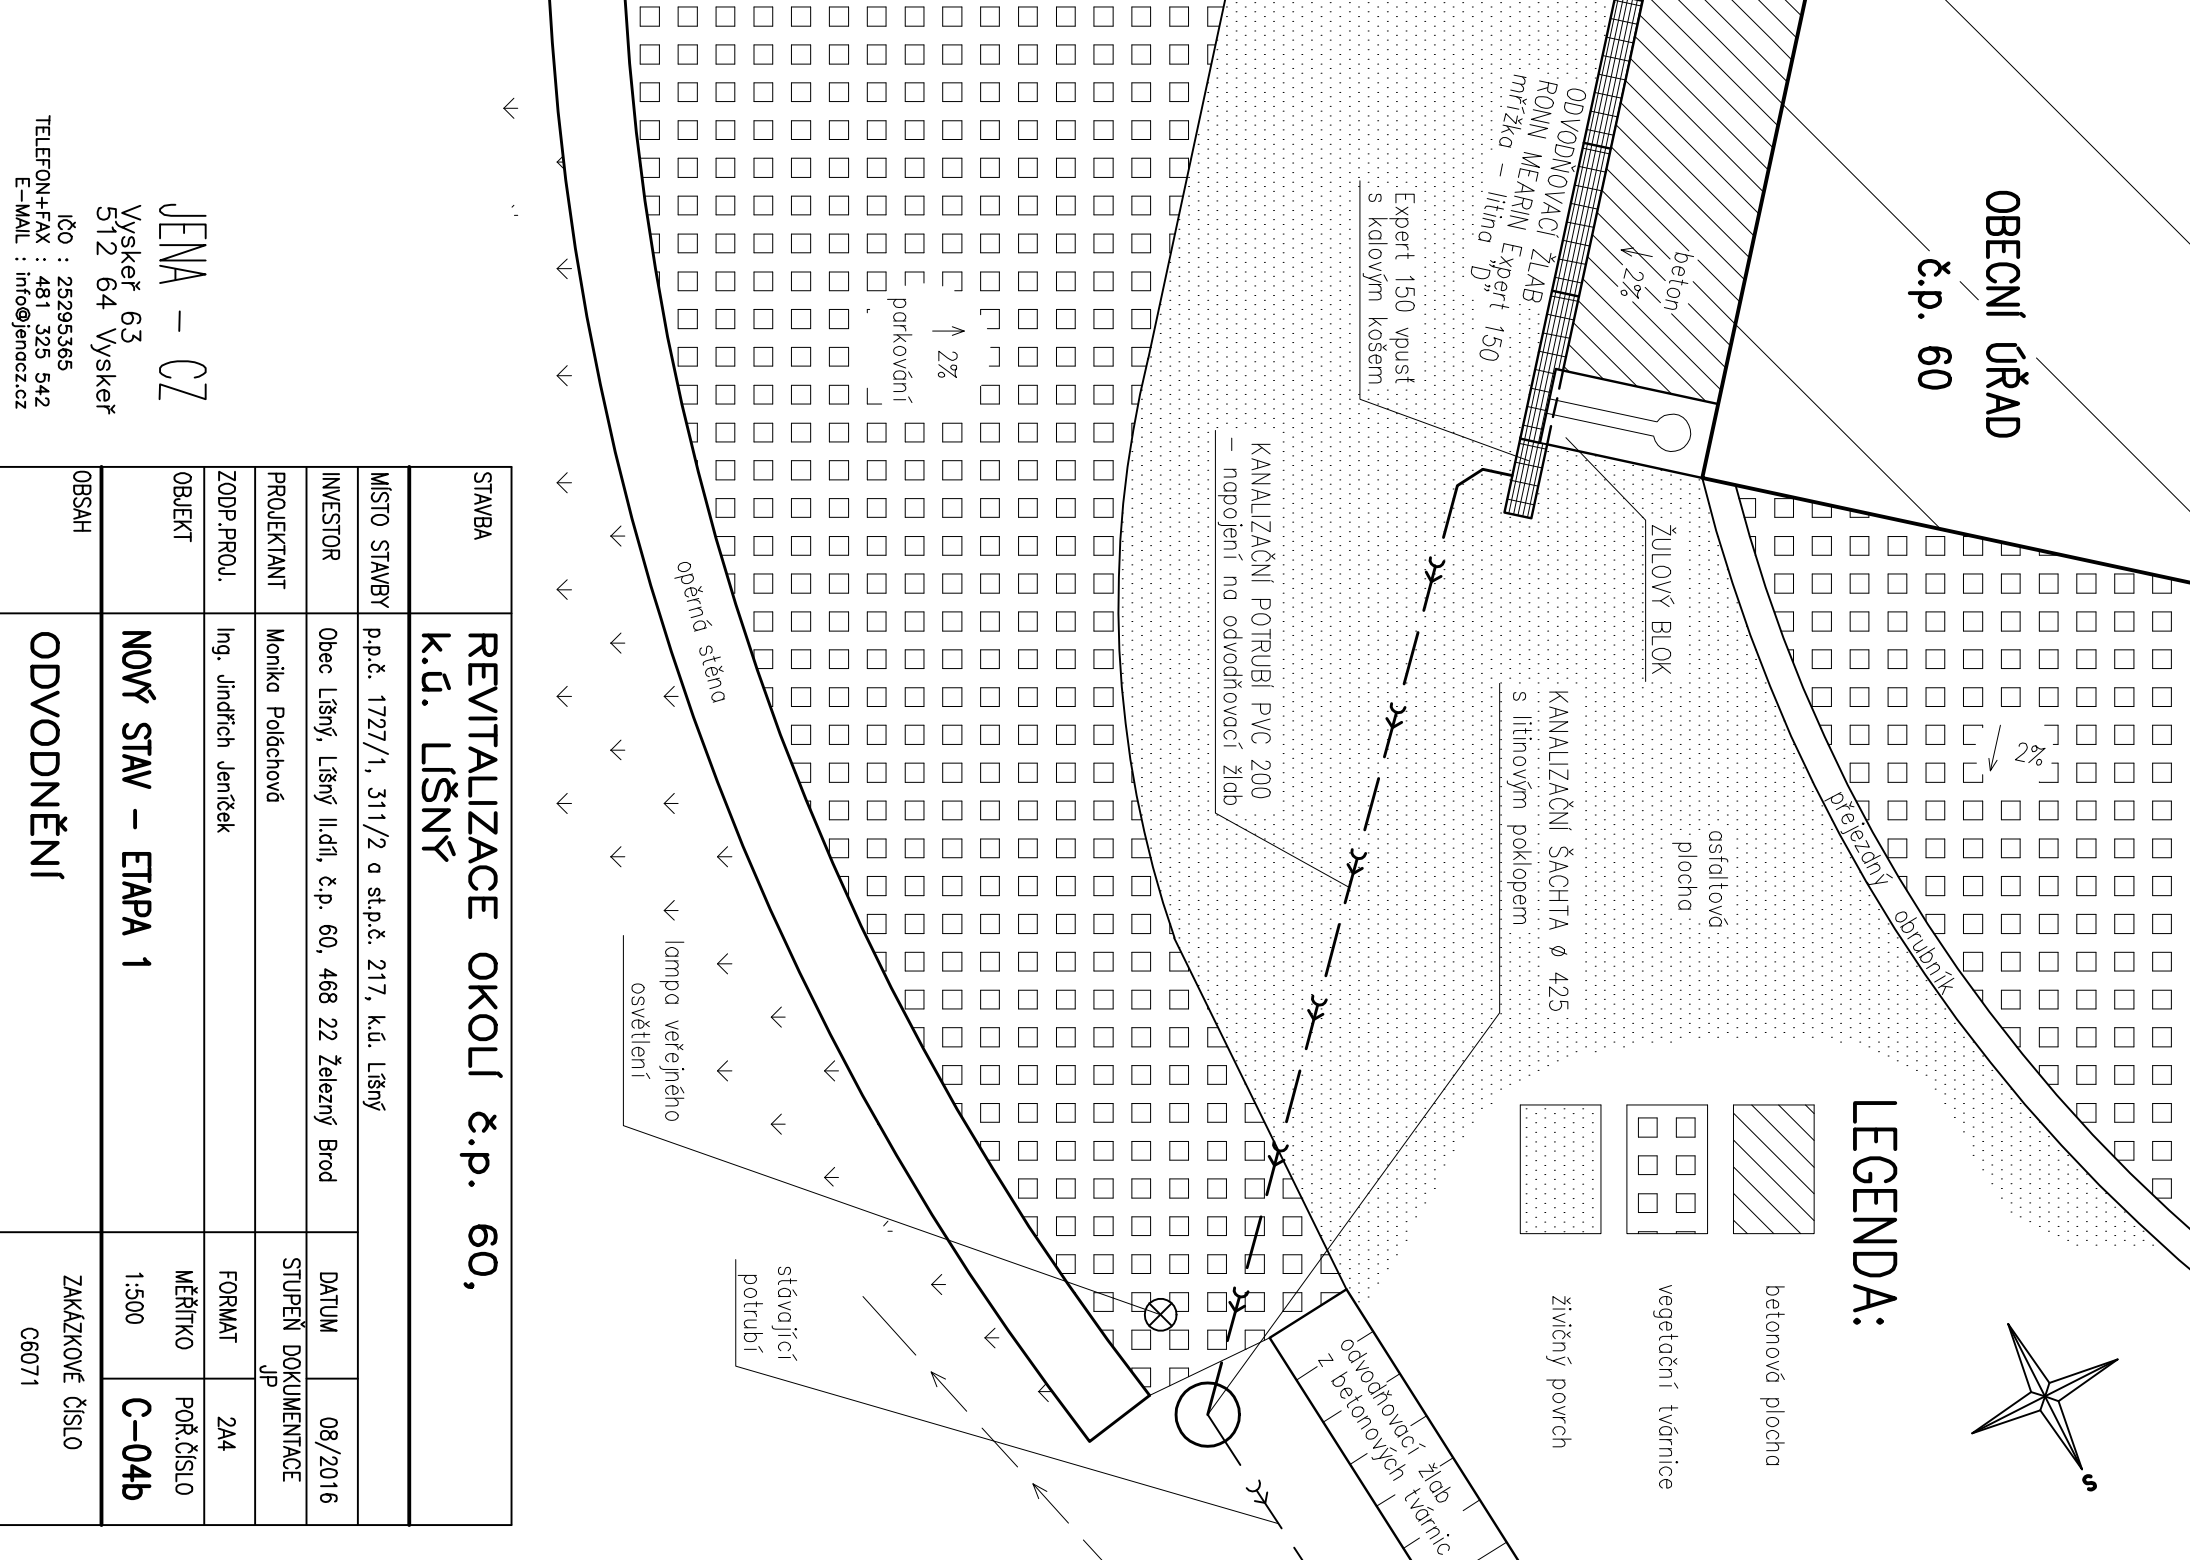 OBECNÍ ÚŘAD
č.p. 60
beton
2%
ODVODŇOVACÍ ŽLAB
RONN MEARIN Expert 150
mřížka – litina „D“
Expert 150 vpusť
s kalovým košem
KANALIZAČNÍ POTRUBÍ PVC 200
– napojení na odvodňovací žlab
ŽULOVÝ BLOK
KANALIZAČNÍ ŠACHTA ø 425
s litinovým poklopem
asfaltová
plocha
2%
přejezdný obrubník
2%
parkování
opěrná stěna
lampa veřejného
osvětlení
stávající
potrubí
odvodňovací žlab
z betonových tvárnic
LEGENDA:
betonová plocha
vegetační tvárnice
živičný povrch
S
JENA – CZ
Vyskeř 63
512 64 Vyskeř
IČO : 25295365
TELEFON+FAX : 481 325 542
E–MAIL : info@jenacz.cz
STAVBA
REVITALIZACE OKOLÍ č.p. 60,
k.ú. LÍŠNÝ
MÍSTO STAVBY p.p.č. 1727/1, 311/2 a st.p.č. 217, k.ú. Líšný
INVESTOR Obec Líšný, Líšný II.díl, č.p. 60, 468 22 Železný Brod
DATUM 08/2016
PROJEKTANT Monika Poláchová
STUPEŇ DOKUMENTACE
JP
ZODP.PROJ. Ing. Jindřich Jeníček
FORMAT 2A4
OBJEKT
NOVÝ STAV – ETAPA 1
MĚŘÍTKO POŘ.ČÍSLO
1:500 C–04b
OBSAH
ODVODNĚNÍ
ZAKÁZKOVÉ ČÍSLO
C6071